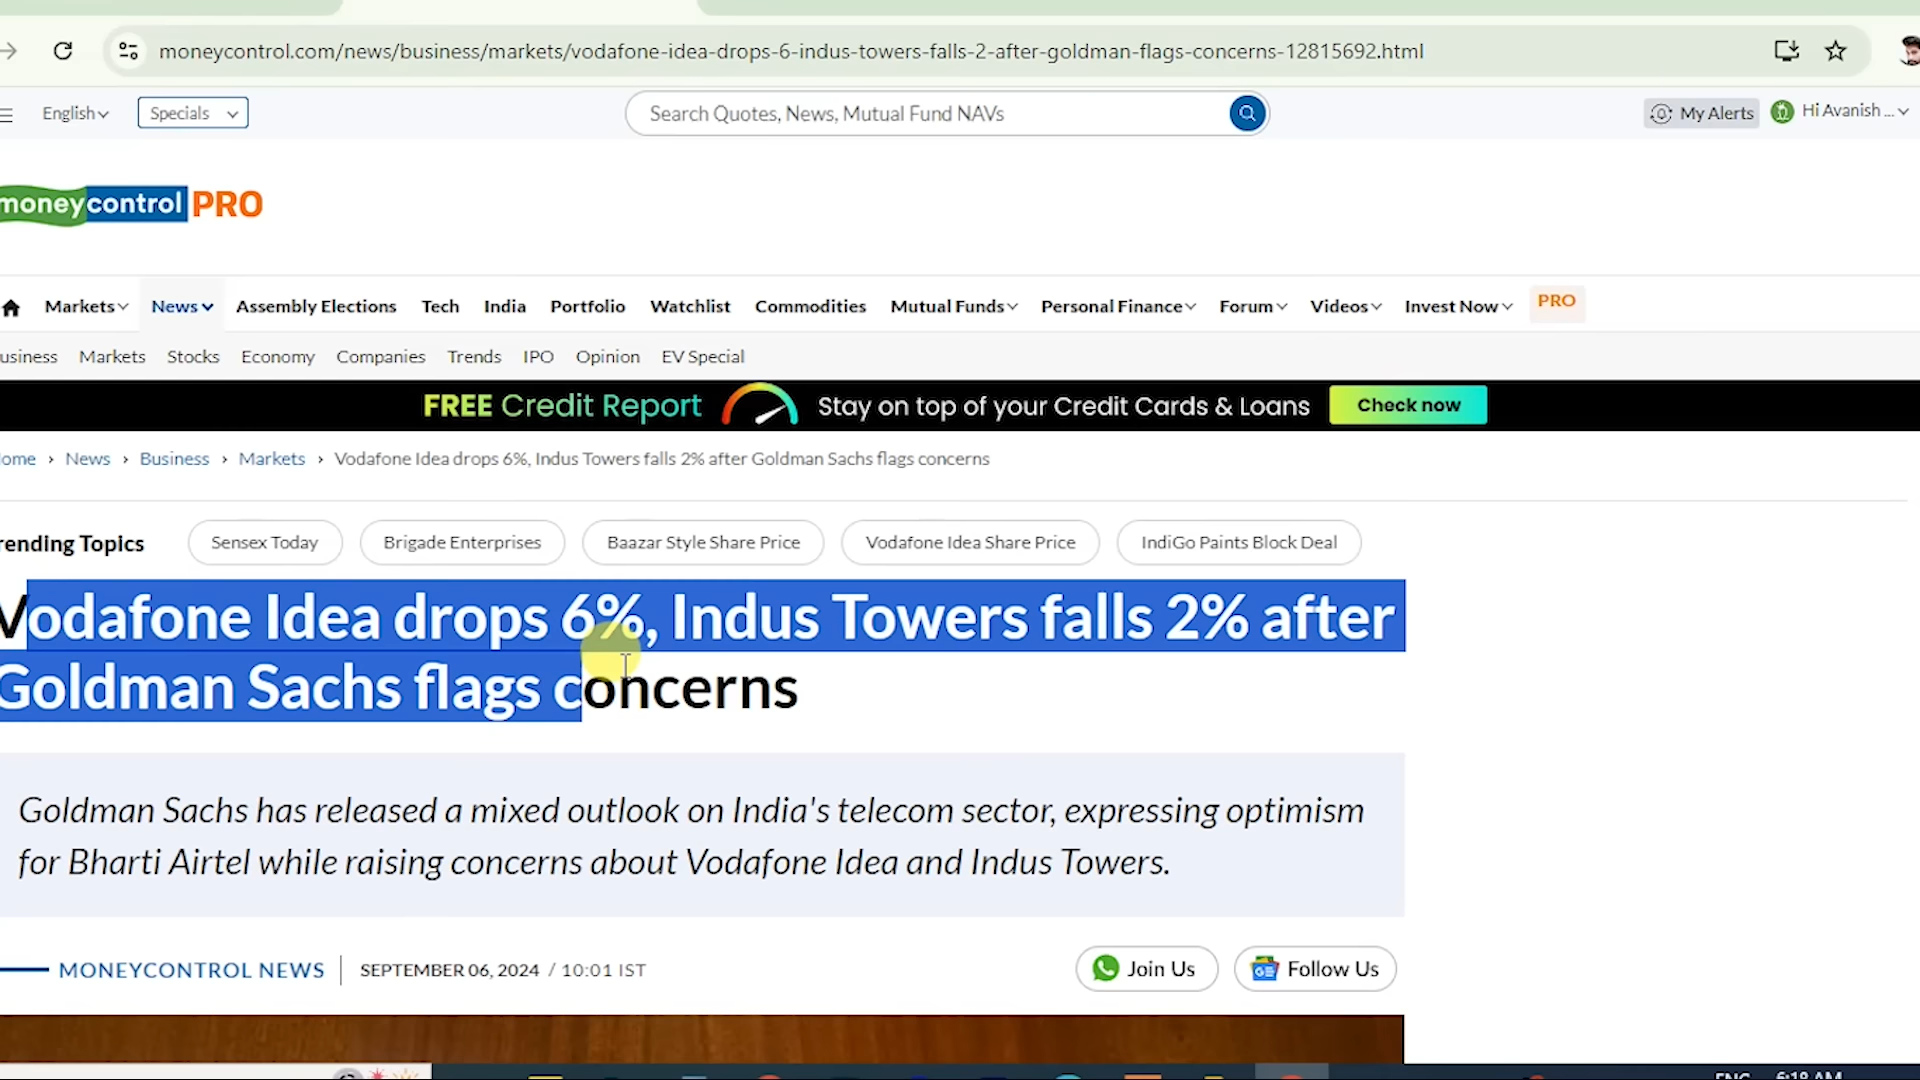 moneycontrol.com/news/business/markets/vodafone-idea-drops-6-indus-towers-falls-2-after-goldman-flags-concerns-12815692.html
English Specials Search Quotes, News, Mutual Fund NAVs My Alerts Hi Avanish ...
moneycontrol PRO
Markets News Assembly Elections Tech India Portfolio Watchlist Commodities Mutual Funds Personal Finance Forum Videos Invest Now PRO
usiness Markets Stocks Economy Companies Trends IPO Opinion EV Special
FREE Credit Report Stay on top of your Credit Cards & Loans Check now
ome › News › Business › Markets › Vodafone Idea drops 6%, Indus Towers falls 2% after Goldman Sachs flags concerns
rending Topics Sensex Today Brigade Enterprises Baazar Style Share Price Vodafone Idea Share Price IndiGo Paints Block Deal
Vodafone Idea drops 6%, Indus Towers falls 2% after
Goldman Sachs flags concerns
Goldman Sachs has released a mixed outlook on India's telecom sector, expressing optimism
for Bharti Airtel while raising concerns about Vodafone Idea and Indus Towers.
MONEYCONTROL NEWS SEPTEMBER 06, 2024 / 10:01 IST Join Us Follow Us
ENG 6:18 AM